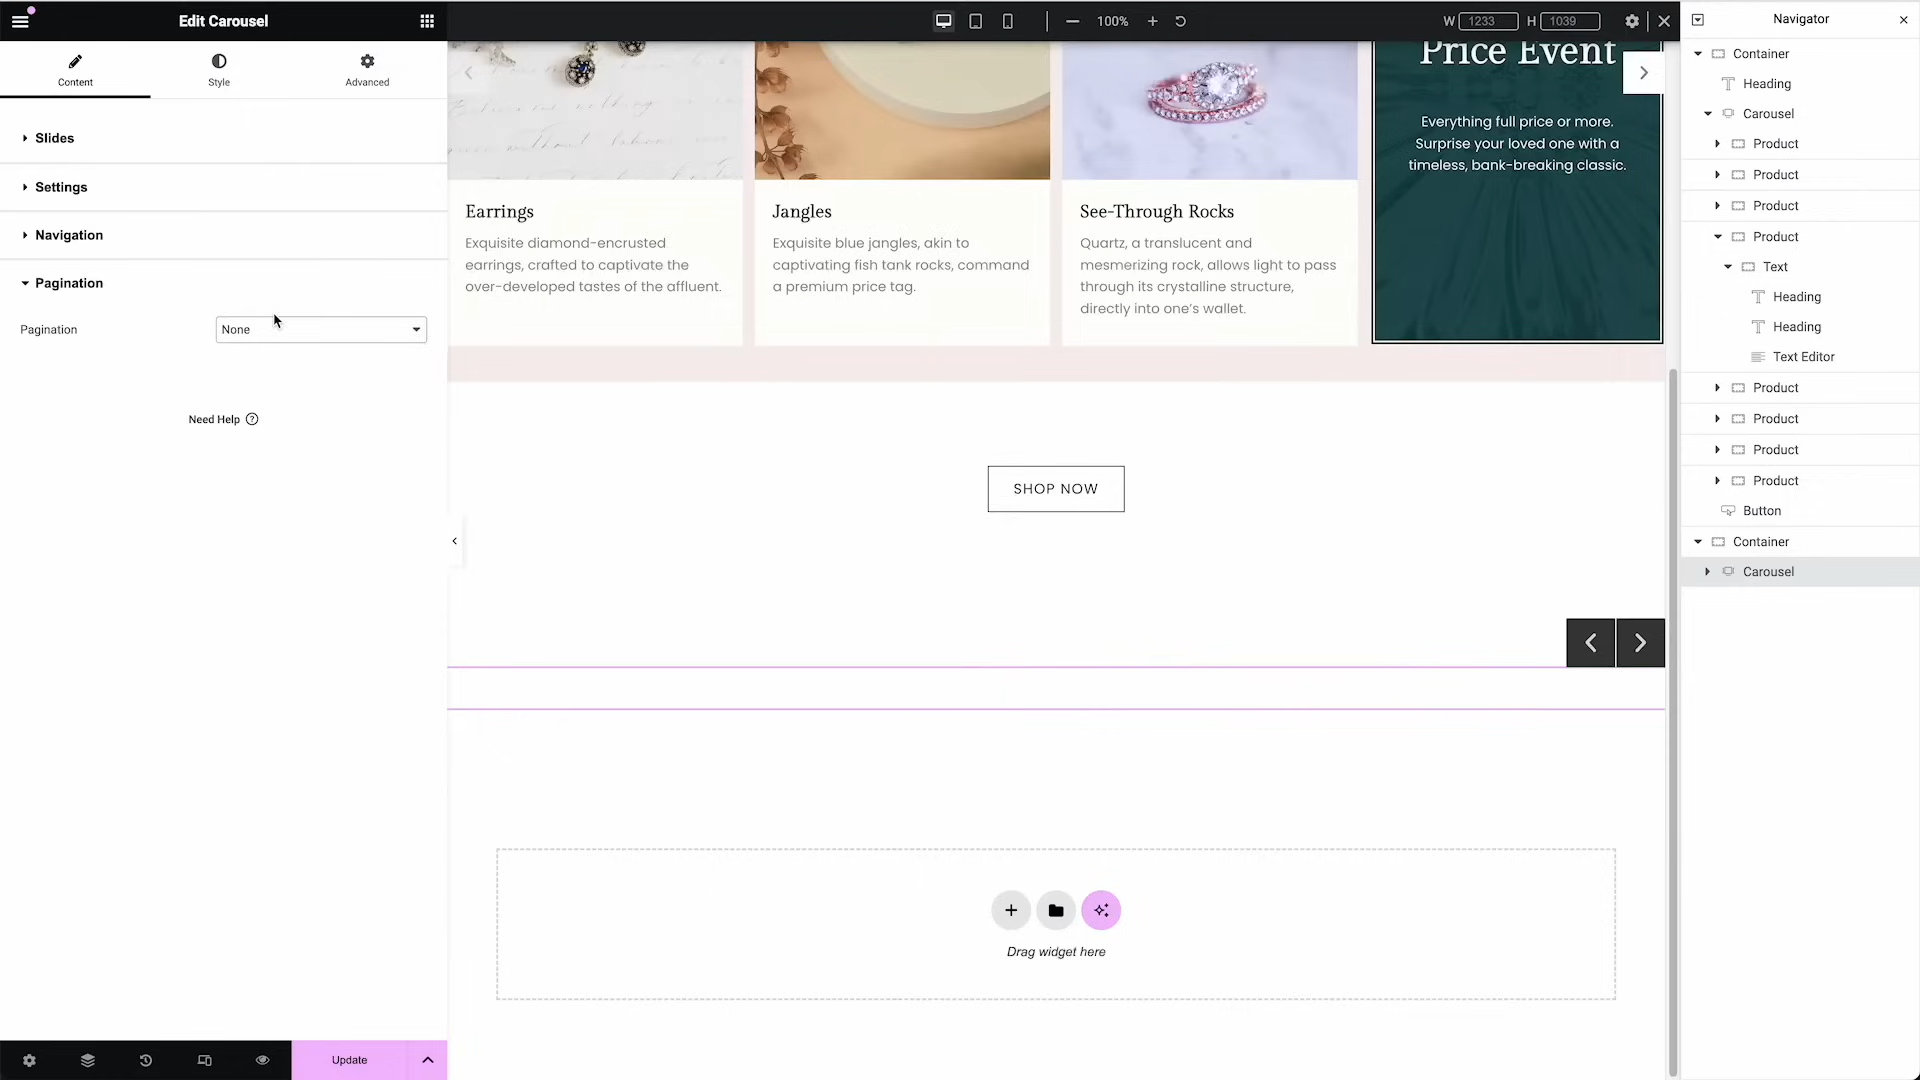 Edit Carousel
Content
Style
Advanced
Slides
Settings
Navigation
Pagination
Pagination
None
Need Help
Update
100%
W 1233
H 1039
Price Event
Everything full price or more.
Surprise your loved one with a
timeless, bank-breaking classic.
Earrings
Exquisite diamond-encrusted
earrings, crafted to captivate the
over-developed tastes of the affluent.
Jangles
Exquisite blue jangles, akin to
captivating fish tank rocks, command
a premium price tag.
See-Through Rocks
Quartz, a translucent and
mesmerizing rock, allows light to pass
through its crystalline structure,
directly into one's wallet.
SHOP NOW
Drag widget here
Navigator
Container
Heading
Carousel
Product
Product
Product
Product
Text
Heading
Heading
Text Editor
Product
Product
Product
Product
Button
Container
Carousel